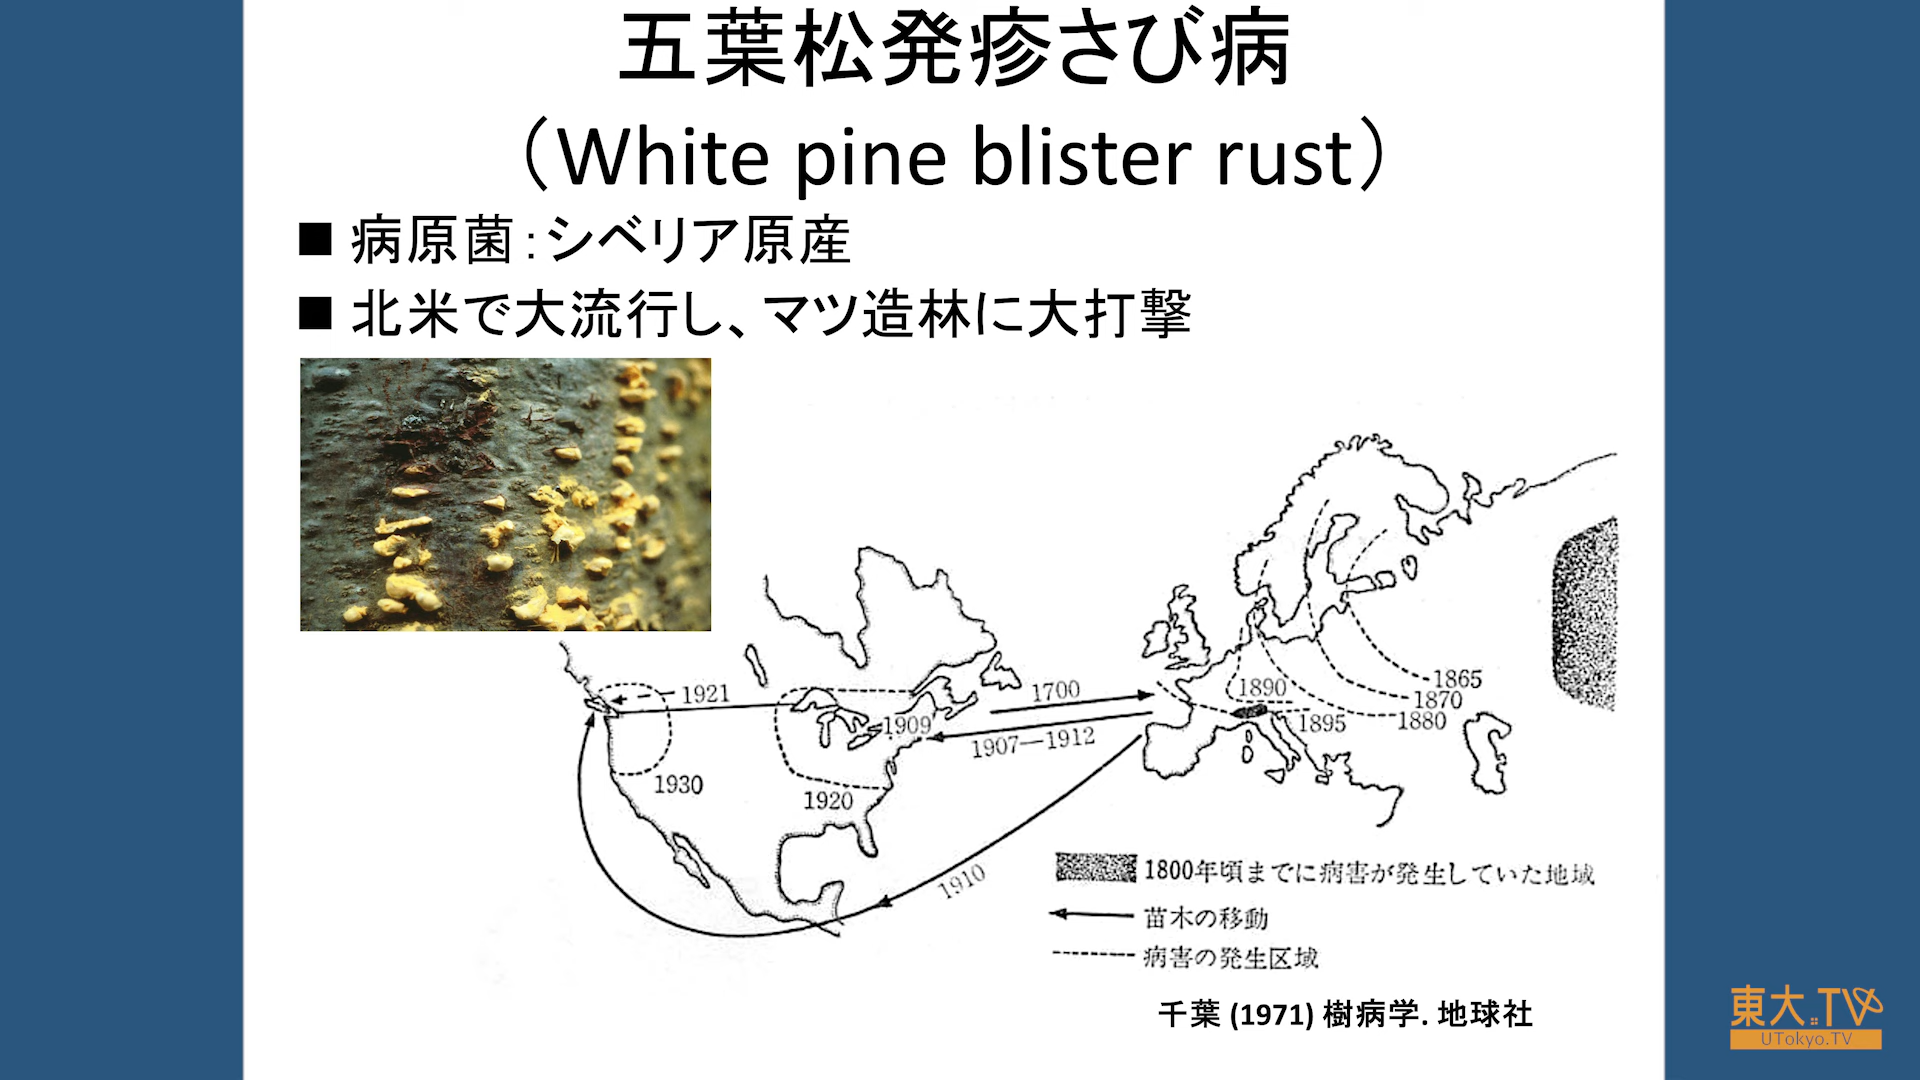 五葉松発疹さび病
（White pine blister rust）
■ 病原菌：シベリア原産
■ 北米で大流行し、マツ造林に大打撃
1921
1930
1909
1920
1700
1907—1912
1910
1890
1895
1865
1870
1880
1800年頃までに病害が発生していた地域
苗木の移動
病害の発生区域
千葉 (1971) 樹病学. 地球社
東大.TV
UTokyo.TV